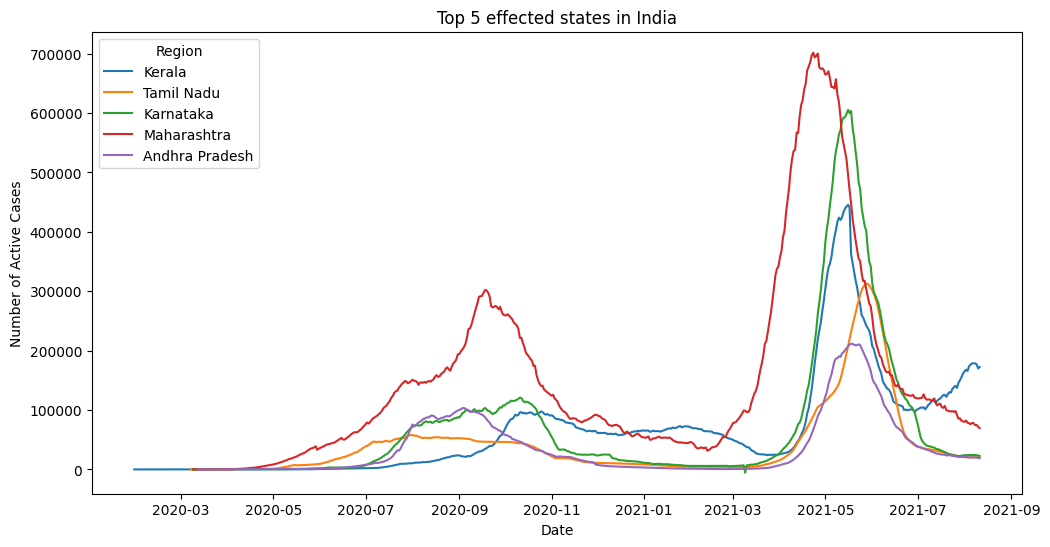 Top 5 effected states in India
Region
Kerala
Tamil Nadu
Karnataka
Maharashtra
Andhra Pradesh
Number of Active Cases
700000
600000
500000
400000
300000
200000
100000
0
2020-03 2020-05 2020-07 2020-09 2020-11 2021-01 2021-03 2021-05 2021-07 2021-09
Date